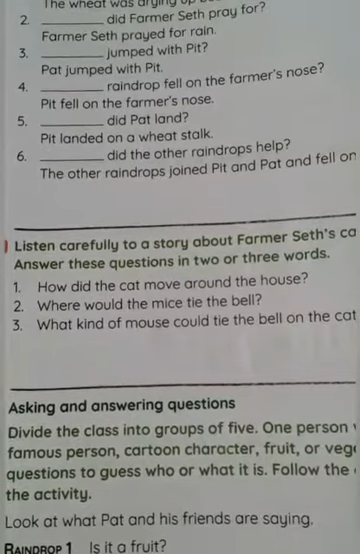 The wheat was drying up
2. ________ did Farmer Seth pray for?
Farmer Seth prayed for rain.
3. ________ jumped with Pit?
Pat jumped with Pit.
4. ________ raindrop fell on the farmer's nose?
Pit fell on the farmer's nose.
5. ________ did Pat land?
Pit landed on a wheat stalk.
6. ________ did the other raindrops help?
The other raindrops joined Pit and Pat and fell on
Listen carefully to a story about Farmer Seth's ca
Answer these questions in two or three words.
1. How did the cat move around the house?
2. Where would the mice tie the bell?
3. What kind of mouse could tie the bell on the cat
Asking and answering questions
Divide the class into groups of five. One person
famous person, cartoon character, fruit, or veg
questions to guess who or what it is. Follow the
the activity.
Look at what Pat and his friends are saying.
RAINDROP 1 Is it a fruit?